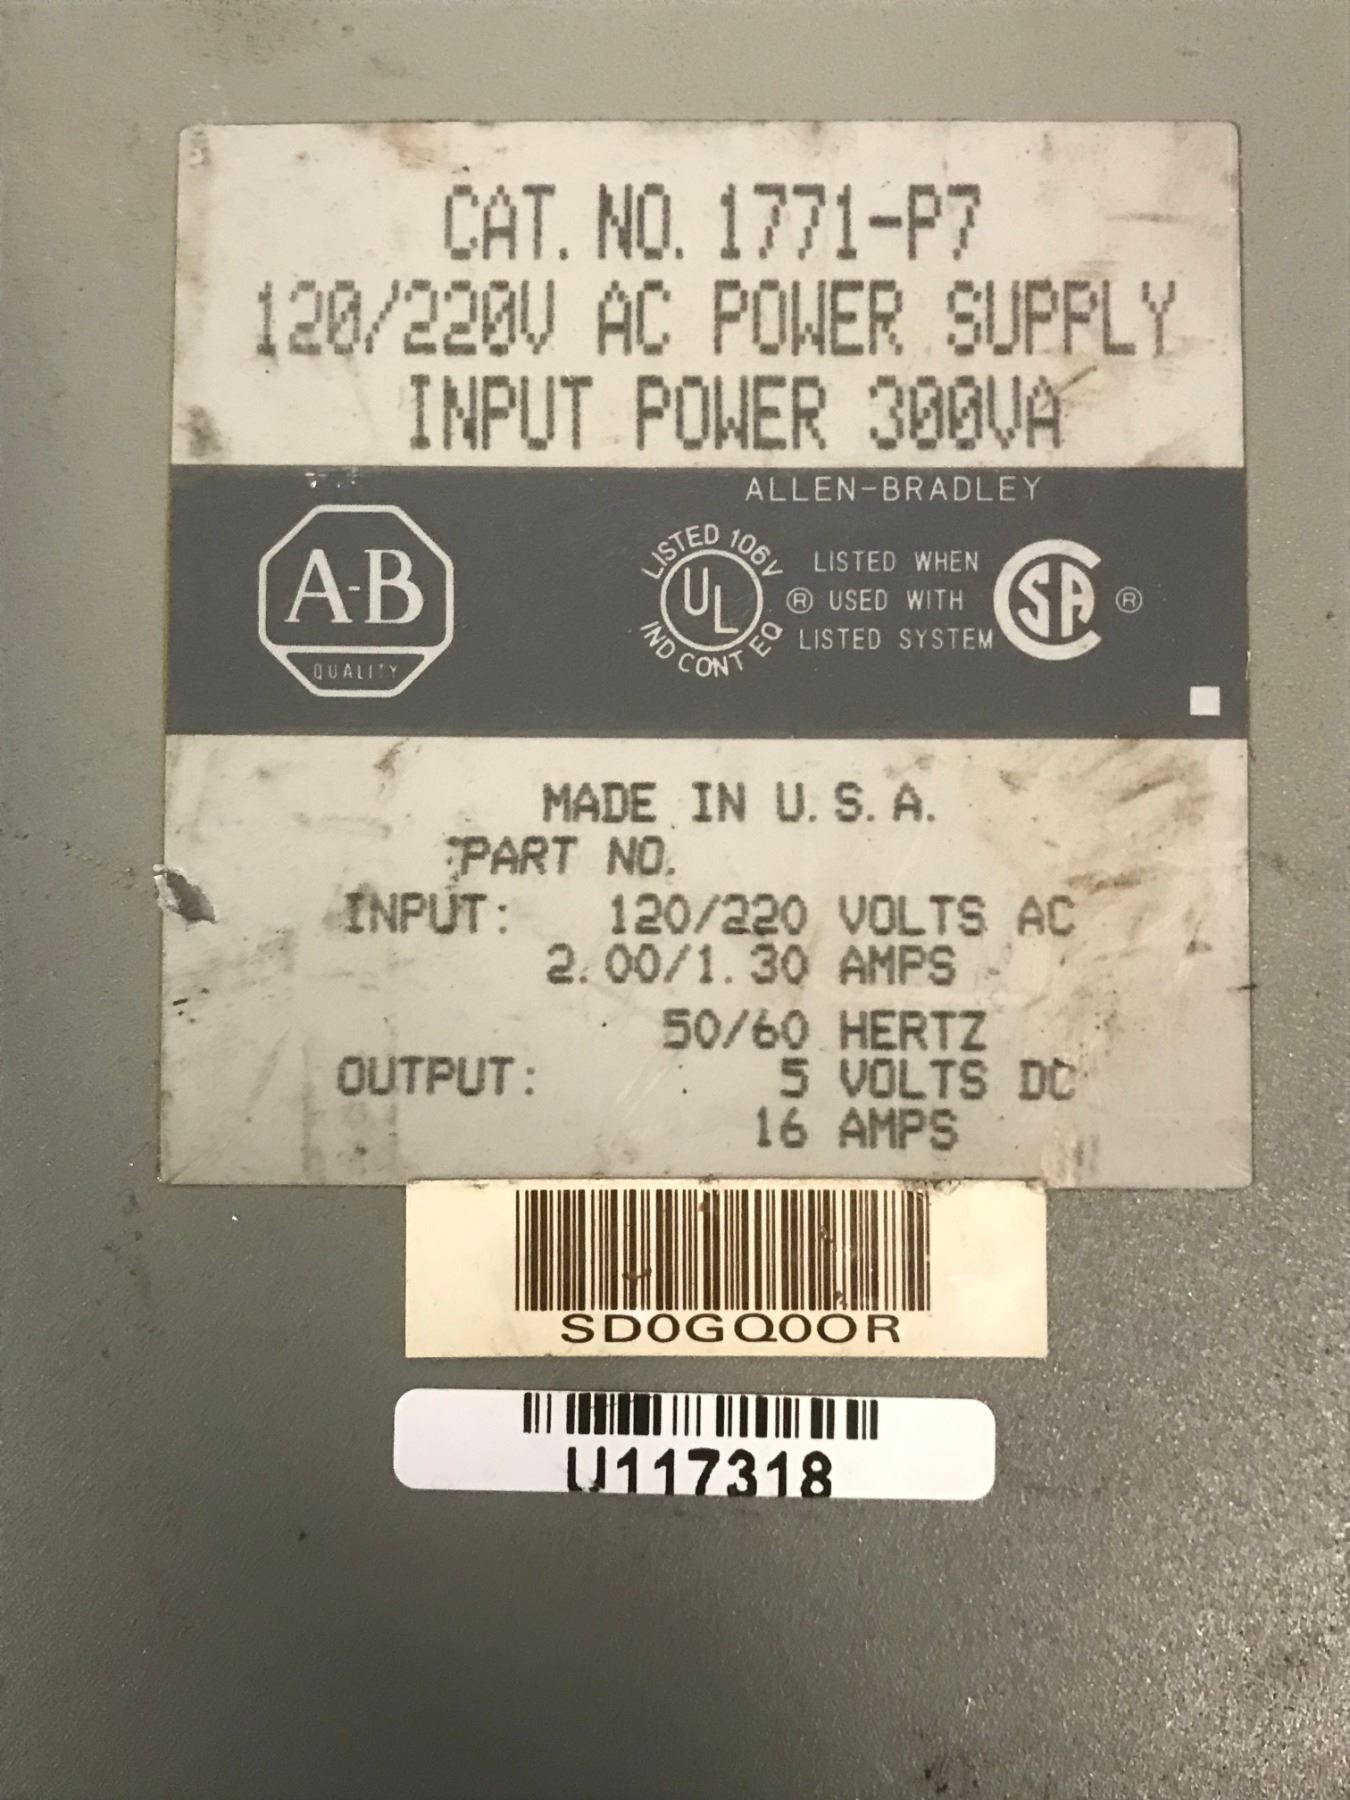 CAT. NO. 1771-P7
120/220V AC POWER SUPPLY
INPUT POWER 300VA
ALLEN-BRADLEY
A-B
QUALITY
LISTED 106V
UL
IND CONT EQ
®
LISTED WHEN
USED WITH
LISTED SYSTEM
SA
®
MADE IN U.S.A.
PART NO.
INPUT: 120/220 VOLTS AC
2.00/1.30 AMPS
50/60 HERTZ
OUTPUT: 5 VOLTS DC
16 AMPS
SD0GQ0OR
U117318